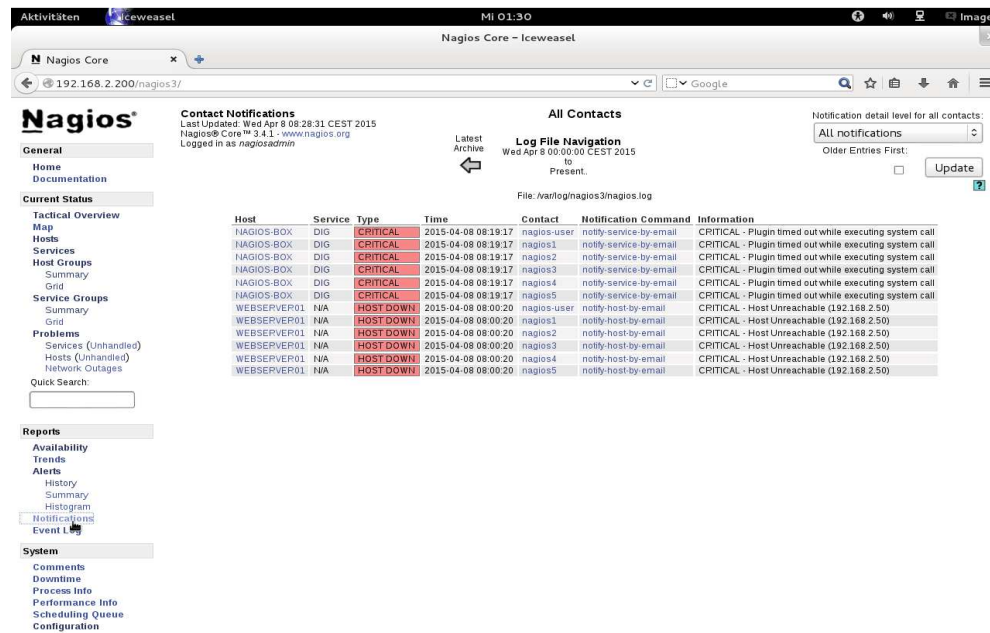 Aktivitäten Iceweasel Mi 01:30 Image
Nagios Core - Iceweasel
N Nagios Core × +
192.168.2.200/nagios3/ Google
Nagios®
General
Home
Documentation
Current Status
Tactical Overview
Map
Hosts
Services
Host Groups
Summary
Grid
Service Groups
Summary
Grid
Problems
Services (Unhandled)
Hosts (Unhandled)
Network Outages
Quick Search:
Reports
Availability
Trends
Alerts
History
Summary
Histogram
Notifications
Event Log
System
Comments
Downtime
Process Info
Performance Info
Scheduling Queue
Configuration
Contact Notifications
Last Updated: Wed Apr 8 08:28:31 CEST 2015
Nagios® Core™ 3.4.1 - www.nagios.org
Logged in as nagiosadmin
Latest
Archive
All Contacts
Log File Navigation
Wed Apr 8 00:00:00 CEST 2015
to
Present..
File: /var/log/nagios3/nagios.log
Notification detail level for all contacts:
All notifications
Older Entries First:
Update
?
Host Service Type Time Contact Notification Command Information
NAGIOS-BOX DIG CRITICAL 2015-04-08 08:19:17 nagios-user notify-service-by-email CRITICAL - Plugin timed out while executing system call
NAGIOS-BOX DIG CRITICAL 2015-04-08 08:19:17 nagios1 notify-service-by-email CRITICAL - Plugin timed out while executing system call
NAGIOS-BOX DIG CRITICAL 2015-04-08 08:19:17 nagios2 notify-service-by-email CRITICAL - Plugin timed out while executing system call
NAGIOS-BOX DIG CRITICAL 2015-04-08 08:19:17 nagios3 notify-service-by-email CRITICAL - Plugin timed out while executing system call
NAGIOS-BOX DIG CRITICAL 2015-04-08 08:19:17 nagios4 notify-service-by-email CRITICAL - Plugin timed out while executing system call
NAGIOS-BOX DIG CRITICAL 2015-04-08 08:19:17 nagios5 notify-service-by-email CRITICAL - Plugin timed out while executing system call
WEBSERVER01 N/A HOST DOWN 2015-04-08 08:00:20 nagios-user notify-host-by-email CRITICAL - Host Unreachable (192.168.2.50)
WEBSERVER01 N/A HOST DOWN 2015-04-08 08:00:20 nagios1 notify-host-by-email CRITICAL - Host Unreachable (192.168.2.50)
WEBSERVER01 N/A HOST DOWN 2015-04-08 08:00:20 nagios2 notify-host-by-email CRITICAL - Host Unreachable (192.168.2.50)
WEBSERVER01 N/A HOST DOWN 2015-04-08 08:00:20 nagios3 notify-host-by-email CRITICAL - Host Unreachable (192.168.2.50)
WEBSERVER01 N/A HOST DOWN 2015-04-08 08:00:20 nagios4 notify-host-by-email CRITICAL - Host Unreachable (192.168.2.50)
WEBSERVER01 N/A HOST DOWN 2015-04-08 08:00:20 nagios5 notify-host-by-email CRITICAL - Host Unreachable (192.168.2.50)